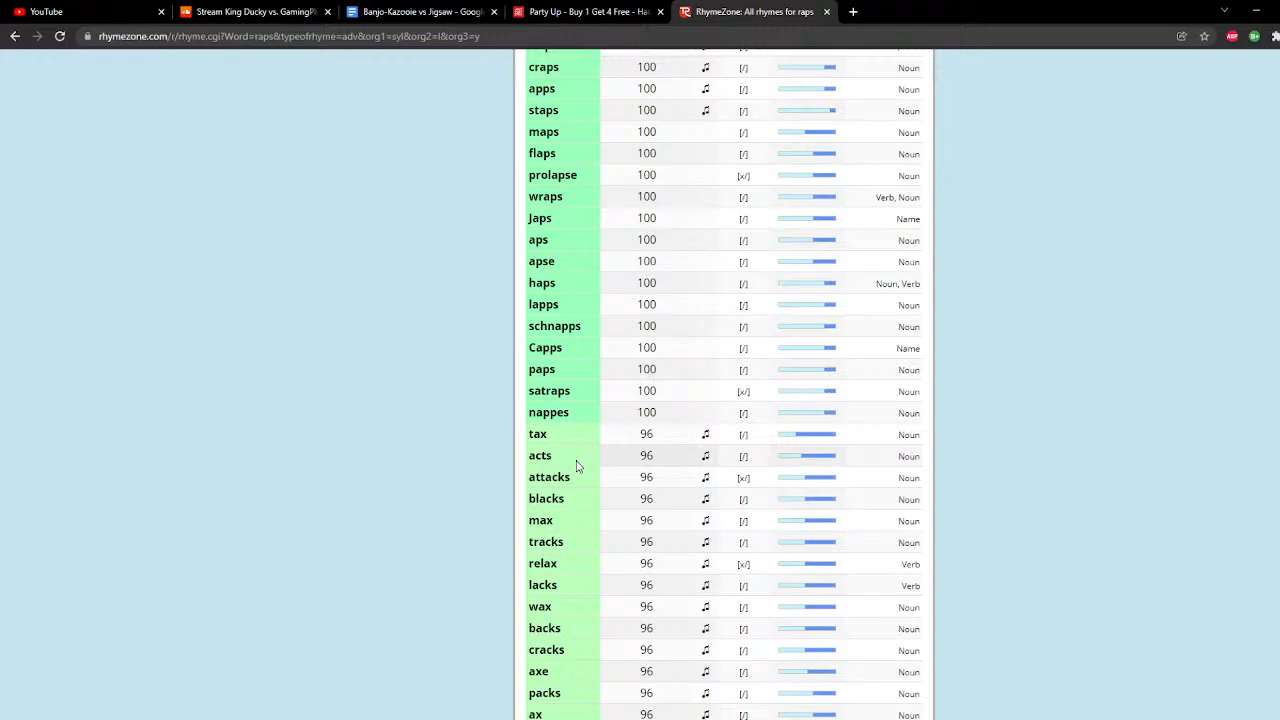 YouTube
Stream King Ducky vs. GamingPl
Banjo-Kazooie vs Jigsaw - Googl
Party Up - Buy 1 Get 4 Free - Ha
RhymeZone: All rhymes for raps
rhymezone.com/r/rhyme.cgi?Word=raps&typeofrhyme=adv&org1=syl&org2=l&org3=y
craps 100 [/] Noun
apps 100 [/] Noun
staps 100 [/] Noun
maps 100 [/] Noun
flaps 100 [/] Noun
prolapse 100 [x/] Noun
wraps 100 [/] Verb, Noun
Japs 100 [/] Name
aps 100 [/] Noun
apse 100 [/] Noun
haps 100 [/] Noun, Verb
lapps 100 [/] Noun
schnapps 100 [/] Noun
Capps 100 [/] Name
paps 100 [/] Noun
satraps 100 [x/] Noun
nappes 100 [/] Noun
tax 96 [/] Noun
acts 96 [/] Noun
attacks 96 [x/] Noun
blacks 96 [/] Noun
max 96 [/] Noun
tracks 96 [/] Noun
relax 96 [x/] Verb
lacks 96 [/] Verb
wax 96 [/] Noun
backs 96 [/] Noun
cracks 96 [/] Noun
axe 96 [/] Noun
packs 96 [/] Noun
ax 96 [/] Noun